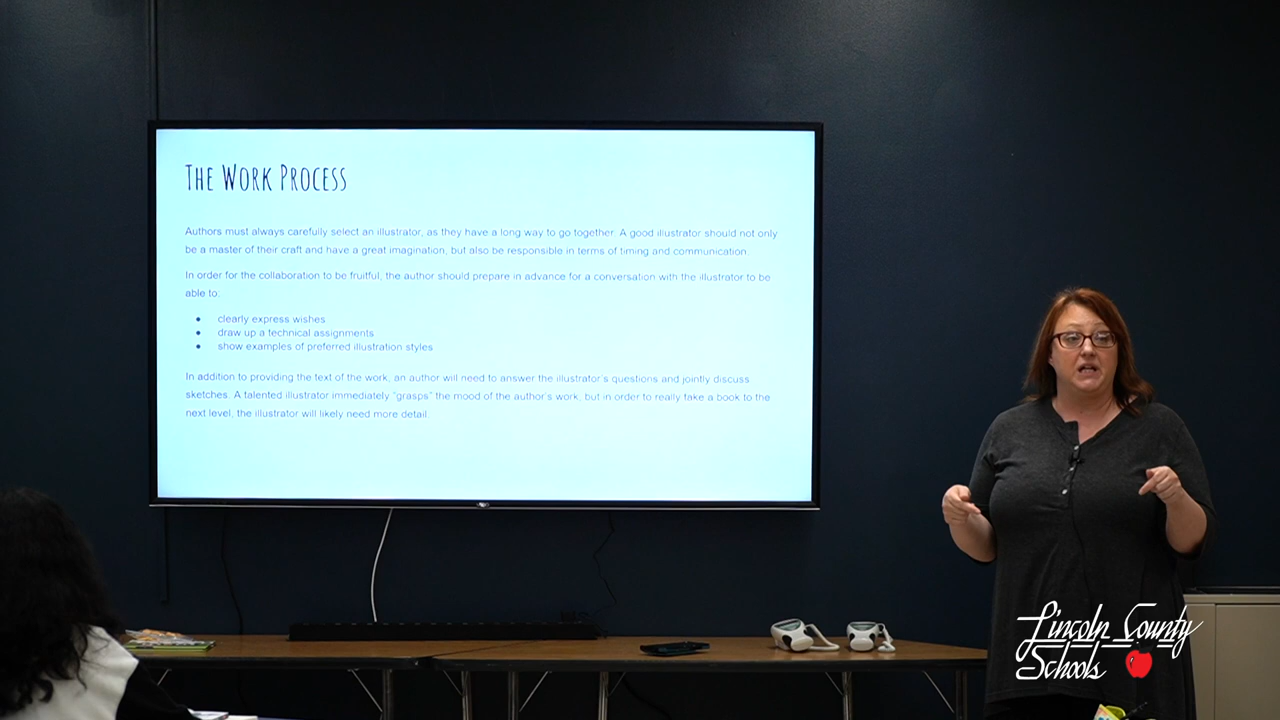 THE WORK PROCESS
Authors must always carefully select an illustrator, as they have a long way to go together. A good illustrator should not only
be a master of their craft and have a great imagination, but also be responsible in terms of timing and communication.
In order for the collaboration to be fruitful, the author should prepare in advance for a conversation with the illustrator to be
able to:
• clearly express wishes
• draw up a technical assignments
• show examples of preferred illustration styles
In addition to providing the text of the work, an author will need to answer the illustrator's questions and jointly discuss
sketches. A talented illustrator immediately "grasps" the mood of the author's work, but in order to really take a book to the
next level, the illustrator will likely need more detail.
Lincoln County
Schools